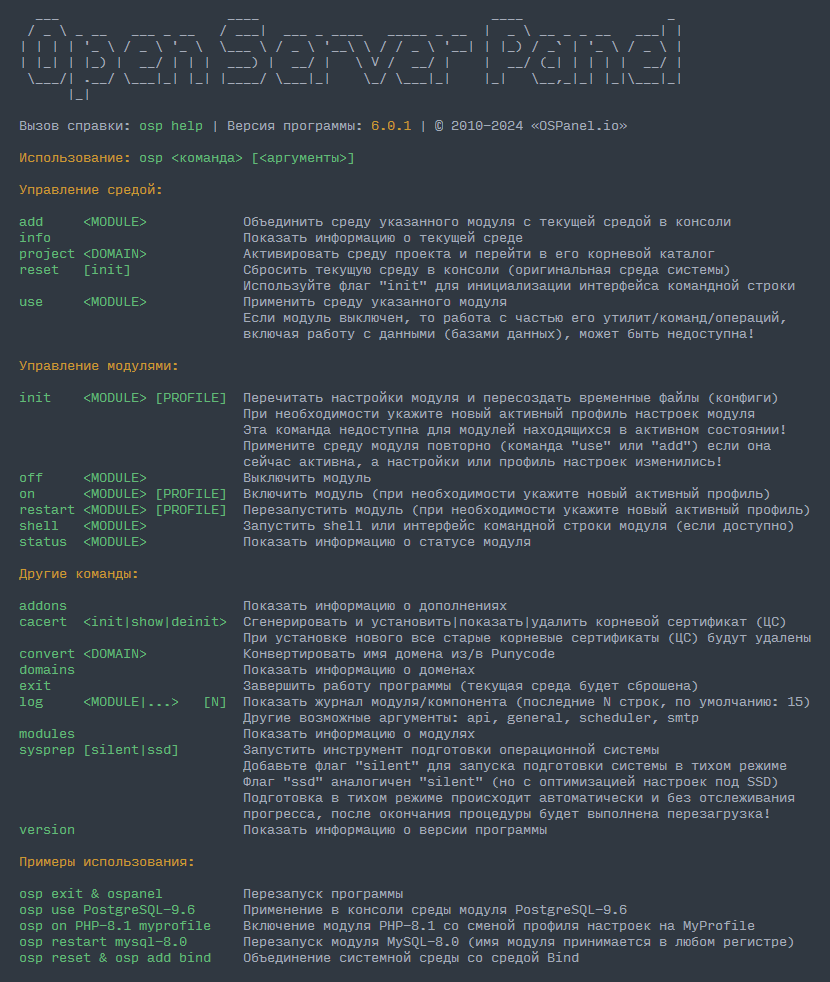 Open Server Panel
Вызов справки: osp help | Версия программы: 6.0.1 | © 2010-2024 «OSPanel.io»
Использование: osp <команда> [<аргументы>]
Управление средой:
add     <MODULE>            Объединить среду указанного модуля с текущей средой в консоли
info                        Показать информацию о текущей среде
project <DOMAIN>            Активировать среду проекта и перейти в его корневой каталог
reset   [init]              Сбросить текущую среду в консоли (оригинальная среда системы)
                            Используйте флаг "init" для инициализации интерфейса командной строки
use     <MODULE>            Применить среду указанного модуля
                            Если модуль выключен, то работа с частью его утилит/команд/операций,
                            включая работу с данными (базами данных), может быть недоступна!
Управление модулями:
init    <MODULE> [PROFILE]  Перечитать настройки модуля и пересоздать временные файлы (конфиги)
                            При необходимости укажите новый активный профиль настроек модуля
                            Эта команда недоступна для модулей находящихся в активном состоянии!
                            Примените среду модуля повторно (команда "use" или "add") если она
                            сейчас активна, а настройки или профиль настроек изменились!
off     <MODULE>            Выключить модуль
on      <MODULE> [PROFILE]  Включить модуль (при необходимости укажите новый активный профиль)
restart <MODULE> [PROFILE]  Перезапустить модуль (при необходимости укажите новый активный профиль)
shell   <MODULE>            Запустить shell или интерфейс командной строки модуля (если доступно)
status  <MODULE>            Показать информацию о статусе модуля
Другие команды:
addons                      Показать информацию о дополнениях
cacert  <init|show|deinit>  Сгенерировать и установить|показать|удалить корневой сертификат (ЦС)
                            При установке нового все старые корневые сертификаты (ЦС) будут удалены
convert <DOMAIN>            Конвертировать имя домена из/в Punycode
domains                     Показать информацию о доменах
exit                        Завершить работу программы (текущая среда будет сброшена)
log     <MODULE|...>   [N]  Показать журнал модуля/компонента (последние N строк, по умолчанию: 15)
                            Другие возможные аргументы: api, general, scheduler, smtp
modules                     Показать информацию о модулях
sysprep [silent|ssd]        Запустить инструмент подготовки операционной системы
                            Добавьте флаг "silent" для запуска подготовки системы в тихом режиме
                            Флаг "ssd" аналогичен "silent" (но с оптимизацией настроек под SSD)
                            Подготовка в тихом режиме происходит автоматически и без отслеживания
                            прогресса, после окончания процедуры будет выполнена перезагрузка!
version                     Показать информацию о версии программы
Примеры использования:
osp exit & ospanel          Перезапуск программы
osp use PostgreSQL-9.6      Применение в консоли среды модуля PostgreSQL-9.6
osp on PHP-8.1 myprofile    Включение модуля PHP-8.1 со сменой профиля настроек на MyProfile
osp restart mysql-8.0       Перезапуск модуля MySQL-8.0 (имя модуля принимается в любом регистре)
osp reset & osp add bind    Объединение системной среды со средой Bind